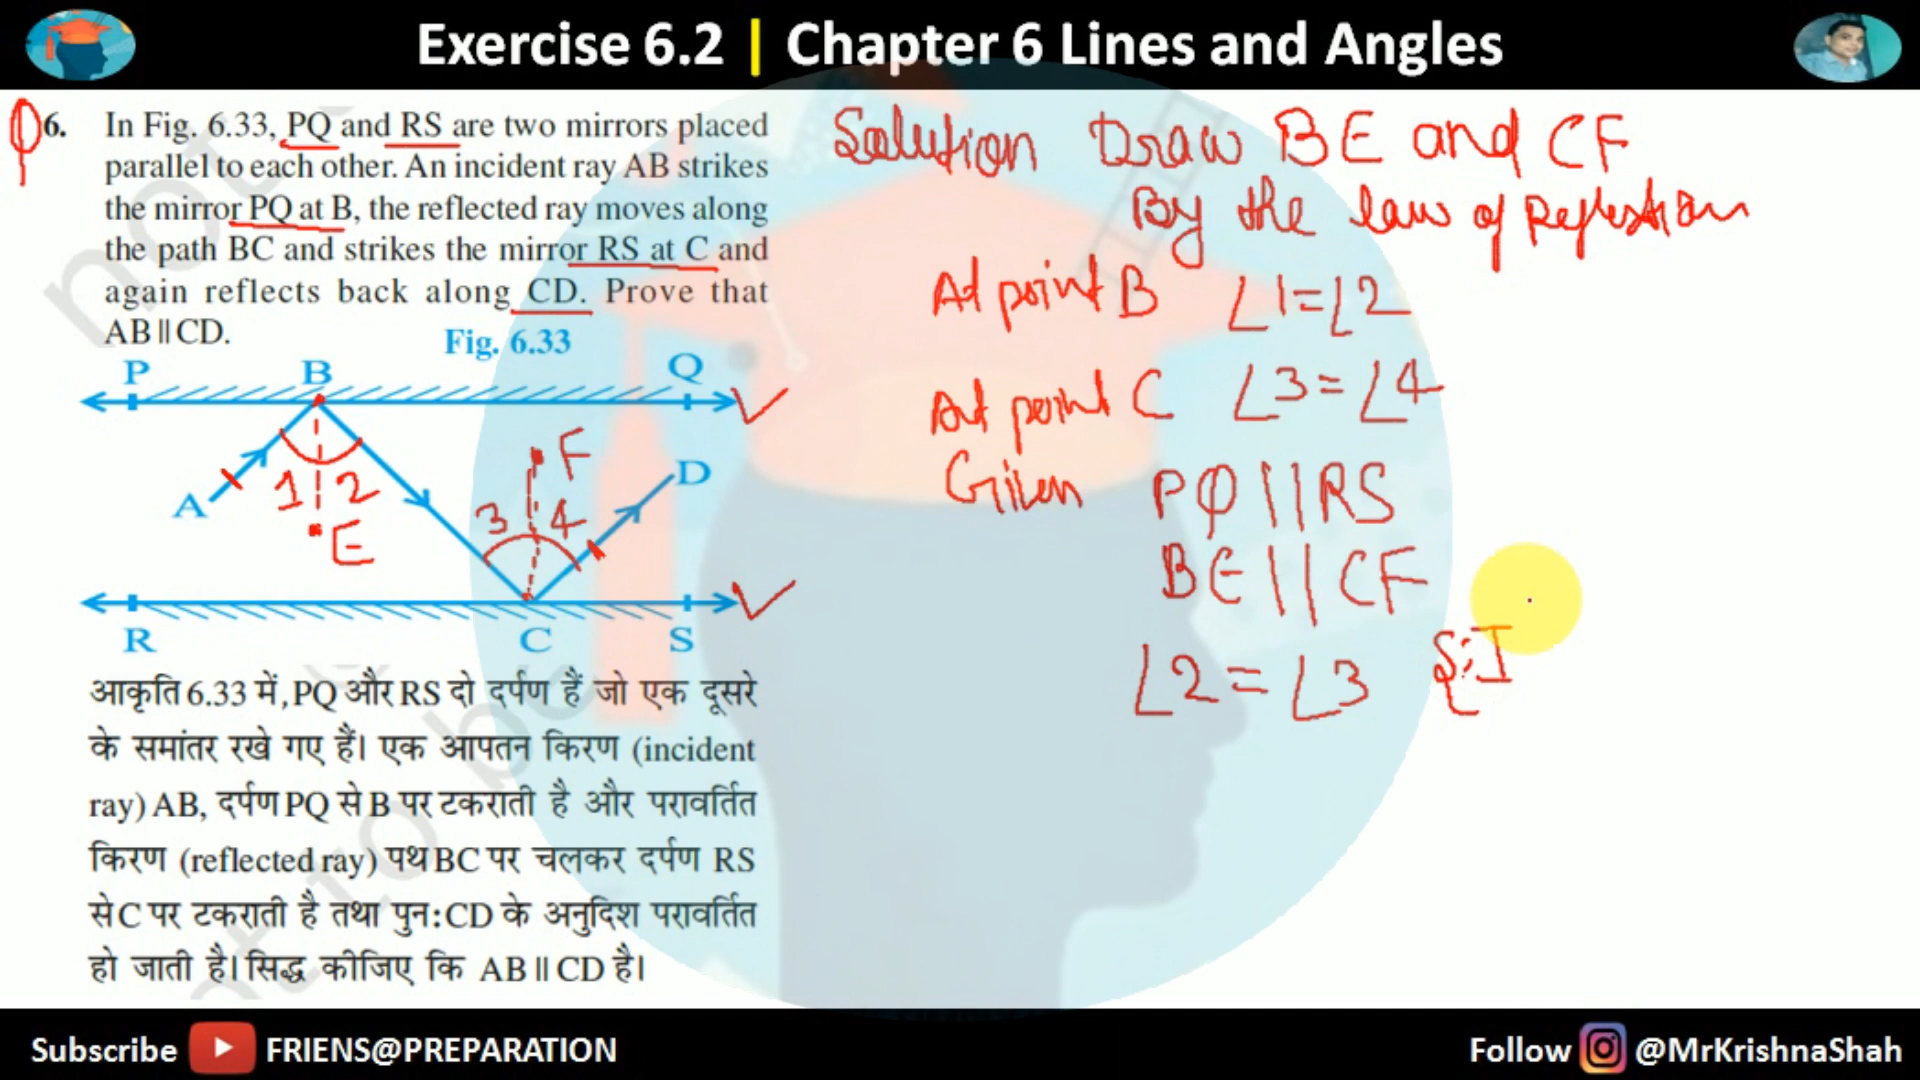 Exercise 6.2 | Chapter 6 Lines and Angles
Q6. In Fig. 6.33, PQ and RS are two mirrors placed
parallel to each other. An incident ray AB strikes
the mirror PQ at B, the reflected ray moves along
the path BC and strikes the mirror RS at C and
again reflects back along CD. Prove that
AB || CD.
Fig. 6.33
P B Q
F
D
A 1 2 3 4
E
R C S
आकृति 6.33 में, PQ और RS दो दर्पण हैं जो एक दूसरे
के समांतर रखे गए हैं। एक आपतन किरण (incident
ray) AB, दर्पण PQ से B पर टकराती है और परावर्तित
किरण (reflected ray) पथ BC पर चलकर दर्पण RS
से C पर टकराती है तथा पुन: CD के अनुदिश परावर्तित
हो जाती है। सिद्ध कीजिए कि AB || CD है।
Solution Draw BE and CF
By the law of Reflection
At point B ∠1=∠2
At point C ∠3=∠4
Given PQ || RS
BE || CF
∠2 = ∠3
Subscribe FRIENS@PREPARATION
Follow @MrKrishnaShah
not
to be